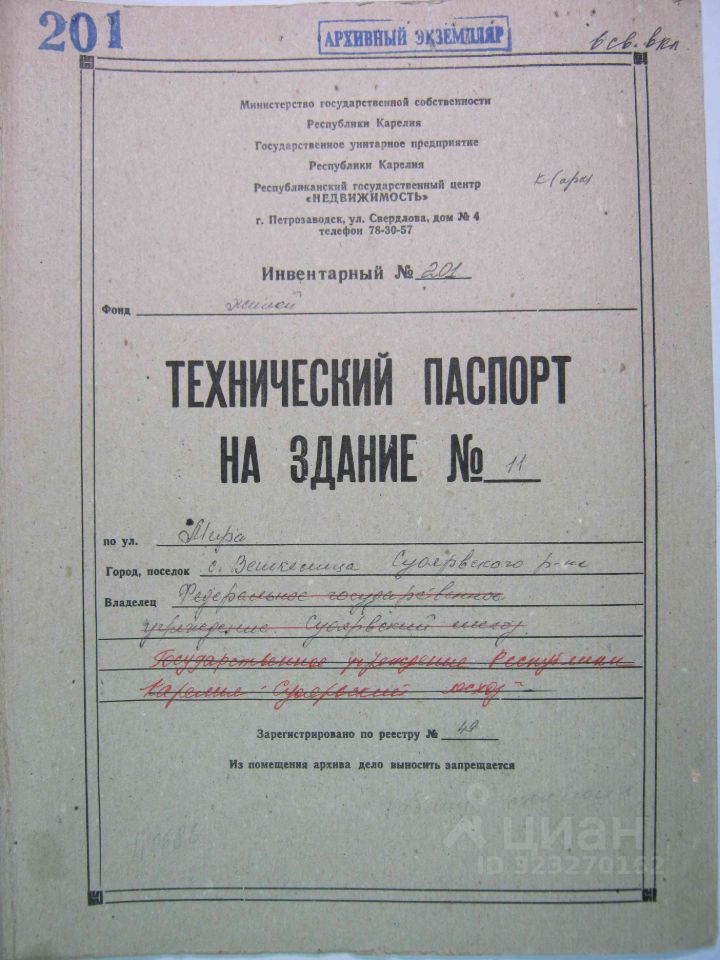 201
АРХИВНЫЙ ЭКЗЕМПЛЯР
Министерство государственной собственности
Республики Карелия
Государственное унитарное предприятие
Республики Карелия
Республиканский государственный центр
«НЕДВИЖИМОСТЬ»
г. Петрозаводск, ул. Свердлова, дом № 4
телефон 78-30-57
Инвентарный № 201
Фонд жилой
ТЕХНИЧЕСКИЙ ПАСПОРТ
НА ЗДАНИЕ № 11
по ул. Мира
Город, поселок с. Вешкелица Суоярвского р-на
Владелец Федеральное государственное
учреждение Суоярвский лесхоз
Государственное учреждение Республики
Карелия "Суоярвский лесхоз"
Зарегистрировано по реестру № 49
Из помещения архива дело выносить запрещается
циан
ID 323270162